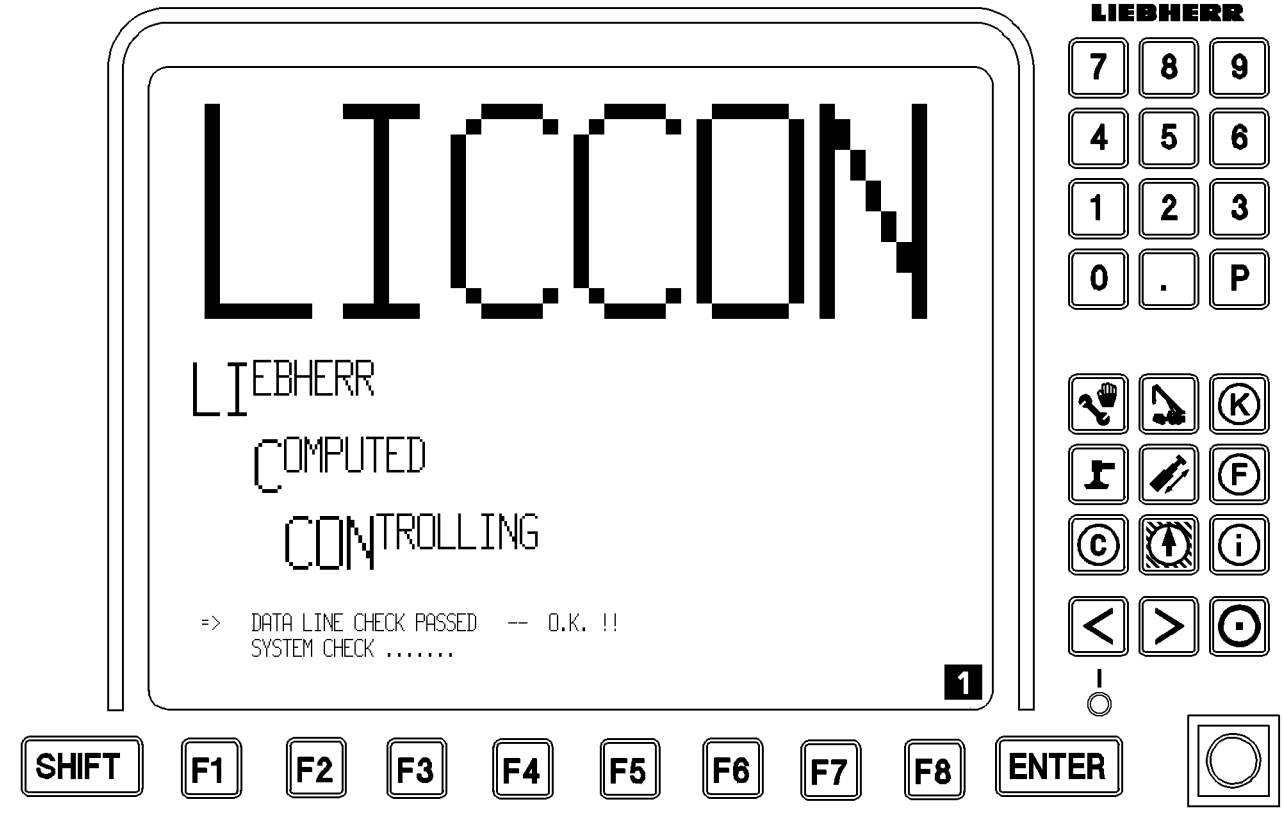 LIEBHERR
LICCON
LIEBHERR
COMPUTED
CONTROLLING
=> DATA LINE CHECK PASSED -- O.K. !!
SYSTEM CHECK .......
1
7 8 9
4 5 6
1 2 3
0 . P
K
F
C i
< >
I
SHIFT F1 F2 F3 F4 F5 F6 F7 F8 ENTER